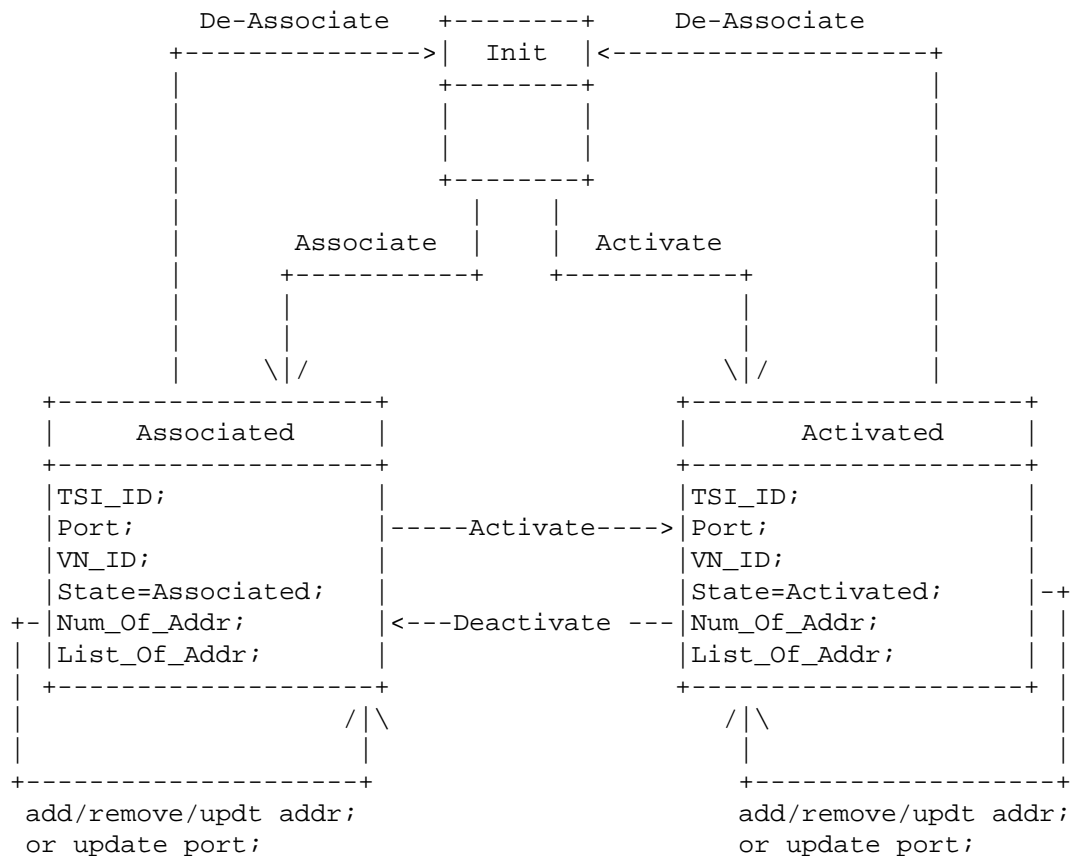 De-Associate De-Associate
Init
Associate Activate
Associated Activated
TSI_ID; TSI_ID;
Port; Activate Port;
VN_ID; VN_ID;
State=Associated; State=Activated;
Num_Of_Addr; Deactivate Num_Of_Addr;
List_Of_Addr; List_Of_Addr;
add/remove/updt addr; add/remove/updt addr;
or update port; or update port;